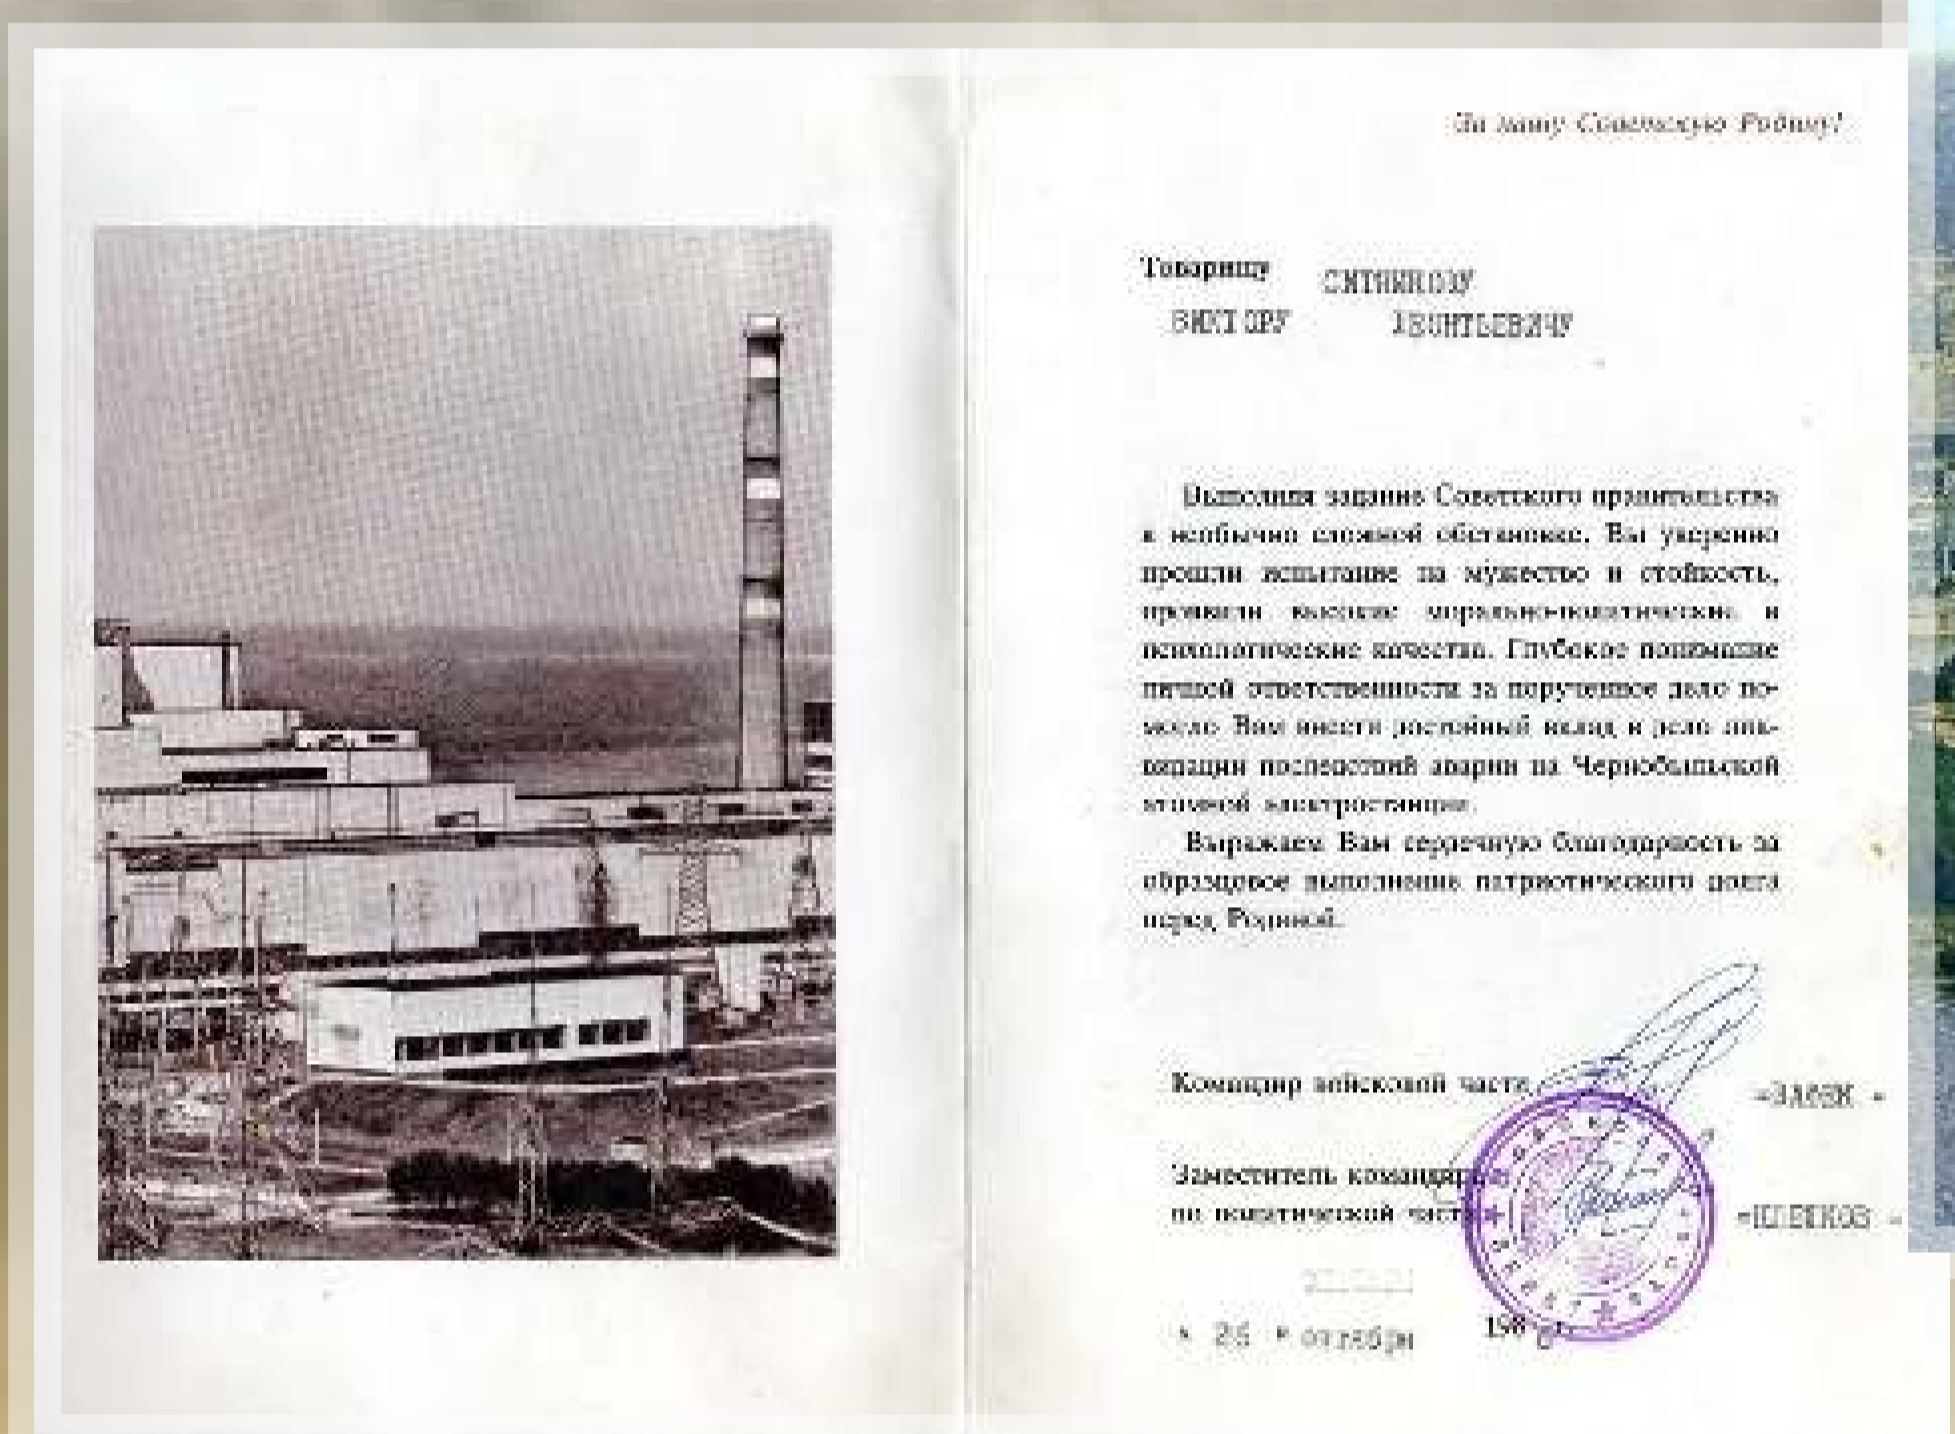 За нашу Советскую Родину!
Товарищу СИТНИКОВУ
ВИКТОРУ ЛЕОНТЬЕВИЧУ
Выполняя задание Советского правительства
в необычно сложной обстановке, Вы уверенно
прошли испытание на мужество и стойкость,
проявили высокие морально-политические и
психологические качества. Глубокое понимание
личной ответственности за порученное дело по-
могло Вам внести достойный вклад в дело лик-
видации последствий аварии на Чернобыльской
атомной электростанции.
Выражаем Вам сердечную благодарность за
образцовое выполнение патриотического долга
перед Родиной.
Командир войсковой части
Заместитель командира
по политической части
октября 198